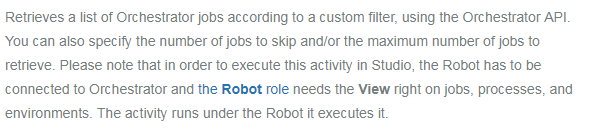 Retrieves a list of Orchestrator jobs according to a custom filter, using the Orchestrator API.
You can also specify the number of jobs to skip and/or the maximum number of jobs to
retrieve. Please note that in order to execute this activity in Studio, the Robot has to be
connected to Orchestrator and the Robot role needs the View right on jobs, processes, and
environments. The activity runs under the Robot it executes it.